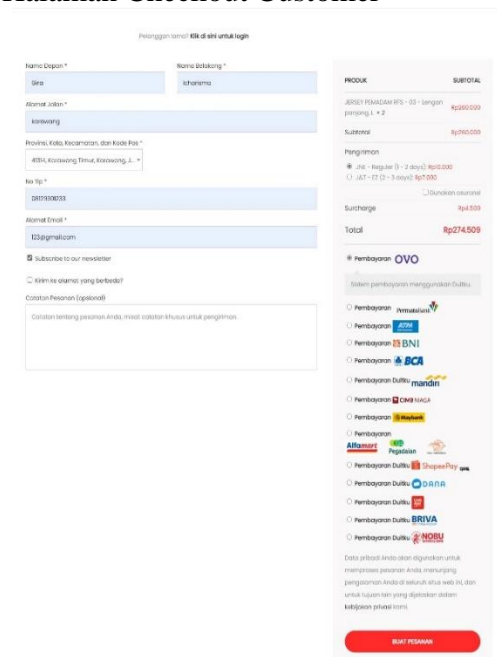 Halaman Checkout Customer
Pelanggan lama? Klik di sini untuk login
Nama Depan *
Nama Belakang *
Gira
Icharisma
Alamat Jalan *
karawang
Provinsi, Kota, Kecamatan, dan Kode Pos *
41314, Karawang Timur, Karawang, J...
No Tlp *
Alamat Email *
123@gmail.com
Subscribe to our newsletter
Kirim ke alamat yang berbeda?
Catatan Pesanan (opsional)
Catatan tentang pesanan Anda, misal: catatan khusus untuk pengiriman.
PRODUK SUBTOTAL
JERSEY PEMADAM RFS - 03 - Lengan
panjang, L × 2 Rp260.000
Subtotal Rp260.000
Pengiriman
JNE - Reguler (1 - 2 days): Rp10.000
J&T - EZ (2 - 3 days): Rp7.000
Gunakan asuransi
Surcharge Rp4.509
Total Rp274.509
Pembayaran OVO
Sistem pembayaran menggunakan Duitku.
Pembayaran PermataBank
Pembayaran ATM
Pembayaran BNI
Pembayaran BCA
Pembayaran Duitku mandiri
Pembayaran CIMB NIAGA
Pembayaran Maybank
Pembayaran
Alfamart Pegadaian
Pembayaran Duitku ShopeePay
Pembayaran Duitku DANA
Pembayaran Duitku
Pembayaran Duitku BRIVA
Pembayaran Duitku NOBU
Data pribadi Anda akan digunakan untuk
memproses pesanan Anda, menunjang
pengalaman Anda di seluruh situs web ini, dan
untuk tujuan lain yang dijelaskan dalam
kebijakan privasi kami.
BUAT PESANAN